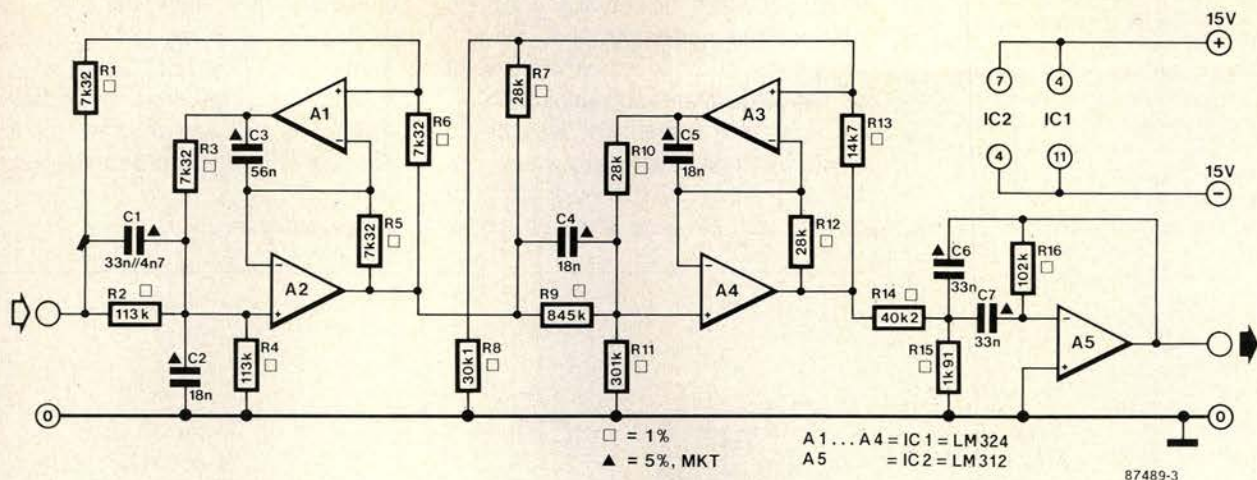 R1
7k32
R3
7k32
C3
56n
A1
R6
7k32
C1
33n//4n7
R2
113k
R5
7k32
A2
C2
18n
R4
113k
R7
28k
R10
28k
C5
18n
A3
R13
14k7
C4
18n
R9
845k
R12
28k
A4
R8
30k1
R11
301k
R14
40k2
R15
1k91
C6
33n
C7
33n
R16
102k
A5
15V
+
7
4
IC2
IC1
4
11
15V
−
0
0
□ = 1%
▲ = 5%, MKT
A1...A4 = IC1 = LM324
A5 = IC2 = LM312
87489-3